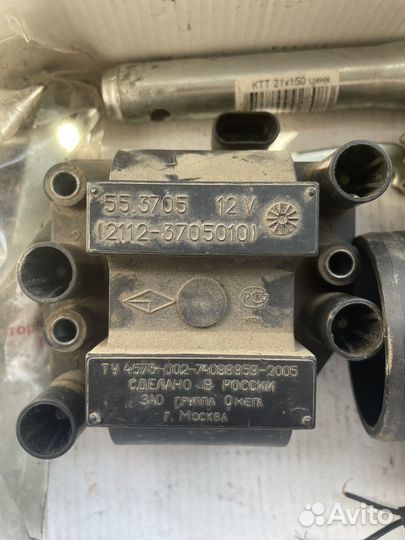 КТТ 21х150 цинк
55.3705 12V
(2112-3705010)
ТУ 4573-002-74099959-2005
СДЕЛАНО В РОССИИ
ЗАО группа Омега
г. Москва
Avito